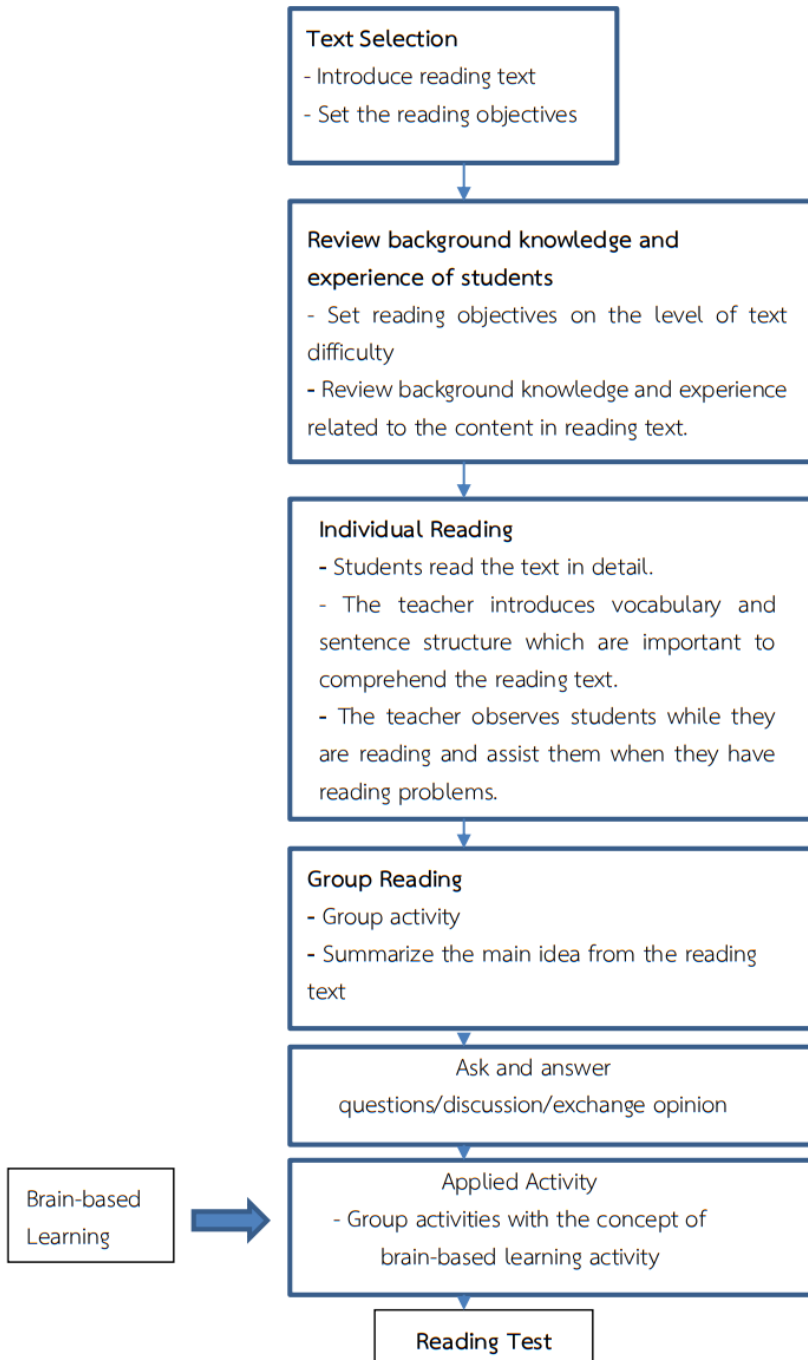 Text Selection
- Introduce reading text
- Set the reading objectives
Review background knowledge and
experience of students
- Set reading objectives on the level of text
difficulty
- Review background knowledge and experience
related to the content in reading text.
Individual Reading
- Students read the text in detail.
- The teacher introduces vocabulary and
sentence structure which are important to
comprehend the reading text.
- The teacher observes students while they
are reading and assist them when they have
reading problems.
Group Reading
- Group activity
- Summarize the main idea from the reading
text
Ask and answer
questions/discussion/exchange opinion
Brain-based
Learning
Applied Activity
- Group activities with the concept of
brain-based learning activity
Reading Test